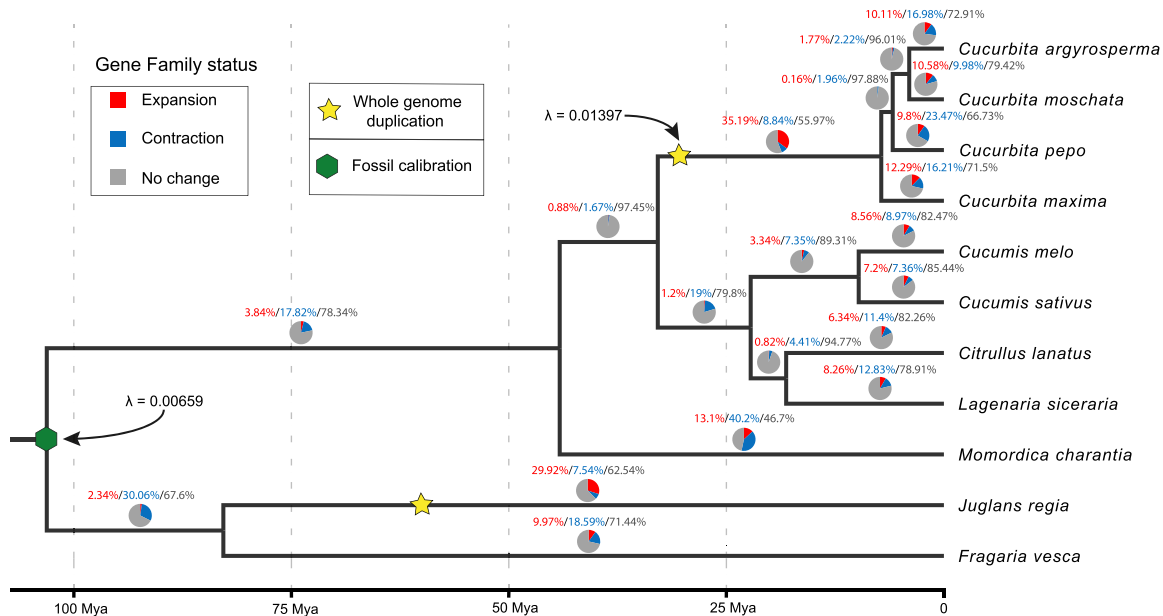 10.11%/16.98%/72.91%
1.77%/2.22%/96.01%
Cucurbita argyrosperma
Gene Family status
10.58%/9.98%/79.42%
0.16%/1.96%/97.88%
Expansion
Whole genome
duplication
Cucurbita moschata
λ = 0.01397
35.19%/8.84%/55.97%
9.8%/23.47%/66.73%
Contraction
Cucurbita pepo
Fossil calibration
12.29%/16.21%/71.5%
No change
Cucurbita maxima
0.88%/1.67%/97.45%
8.56%/8.97%/82.47%
3.34%/7.35%/89.31%
Cucumis melo
7.2%/7.36%/85.44%
1.2%/19%/79.8%
Cucumis sativus
3.84%/17.82%/78.34%
6.34%/11.4%/82.26%
0.82%/4.41%/94.77%
Citrullus lanatus
8.26%/12.83%/78.91%
λ = 0.00659
Lagenaria siceraria
13.1%/40.2%/46.7%
Momordica charantia
29.92%/7.54%/62.54%
2.34%/30.06%/67.6%
Juglans regia
9.97%/18.59%/71.44%
Fragaria vesca
100 Mya
75 Mya
50 Mya
25 Mya
0